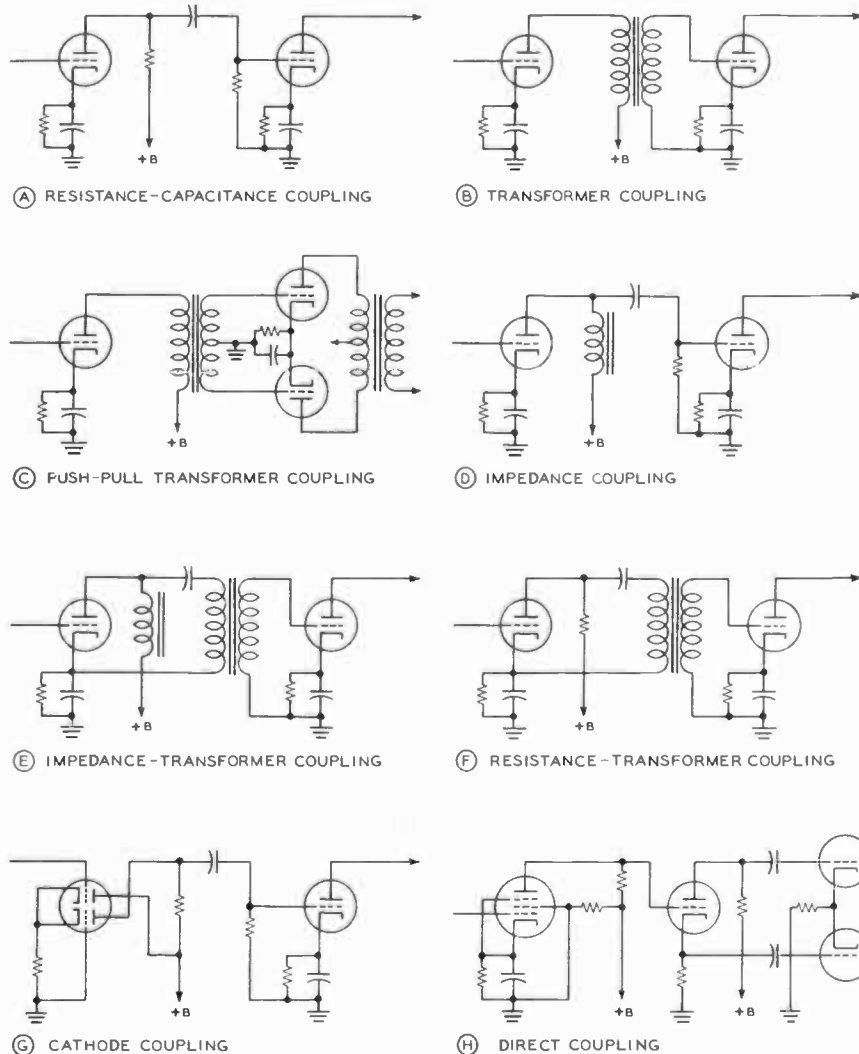 +B
+B
Ⓐ RESISTANCE-CAPACITANCE COUPLING
Ⓑ TRANSFORMER COUPLING
+B
+B
Ⓒ PUSH-PULL TRANSFORMER COUPLING
Ⓓ IMPEDANCE COUPLING
+B
+B
Ⓔ IMPEDANCE-TRANSFORMER COUPLING
Ⓕ RESISTANCE-TRANSFORMER COUPLING
+B
+B
+B
Ⓖ CATHODE COUPLING
Ⓗ DIRECT COUPLING